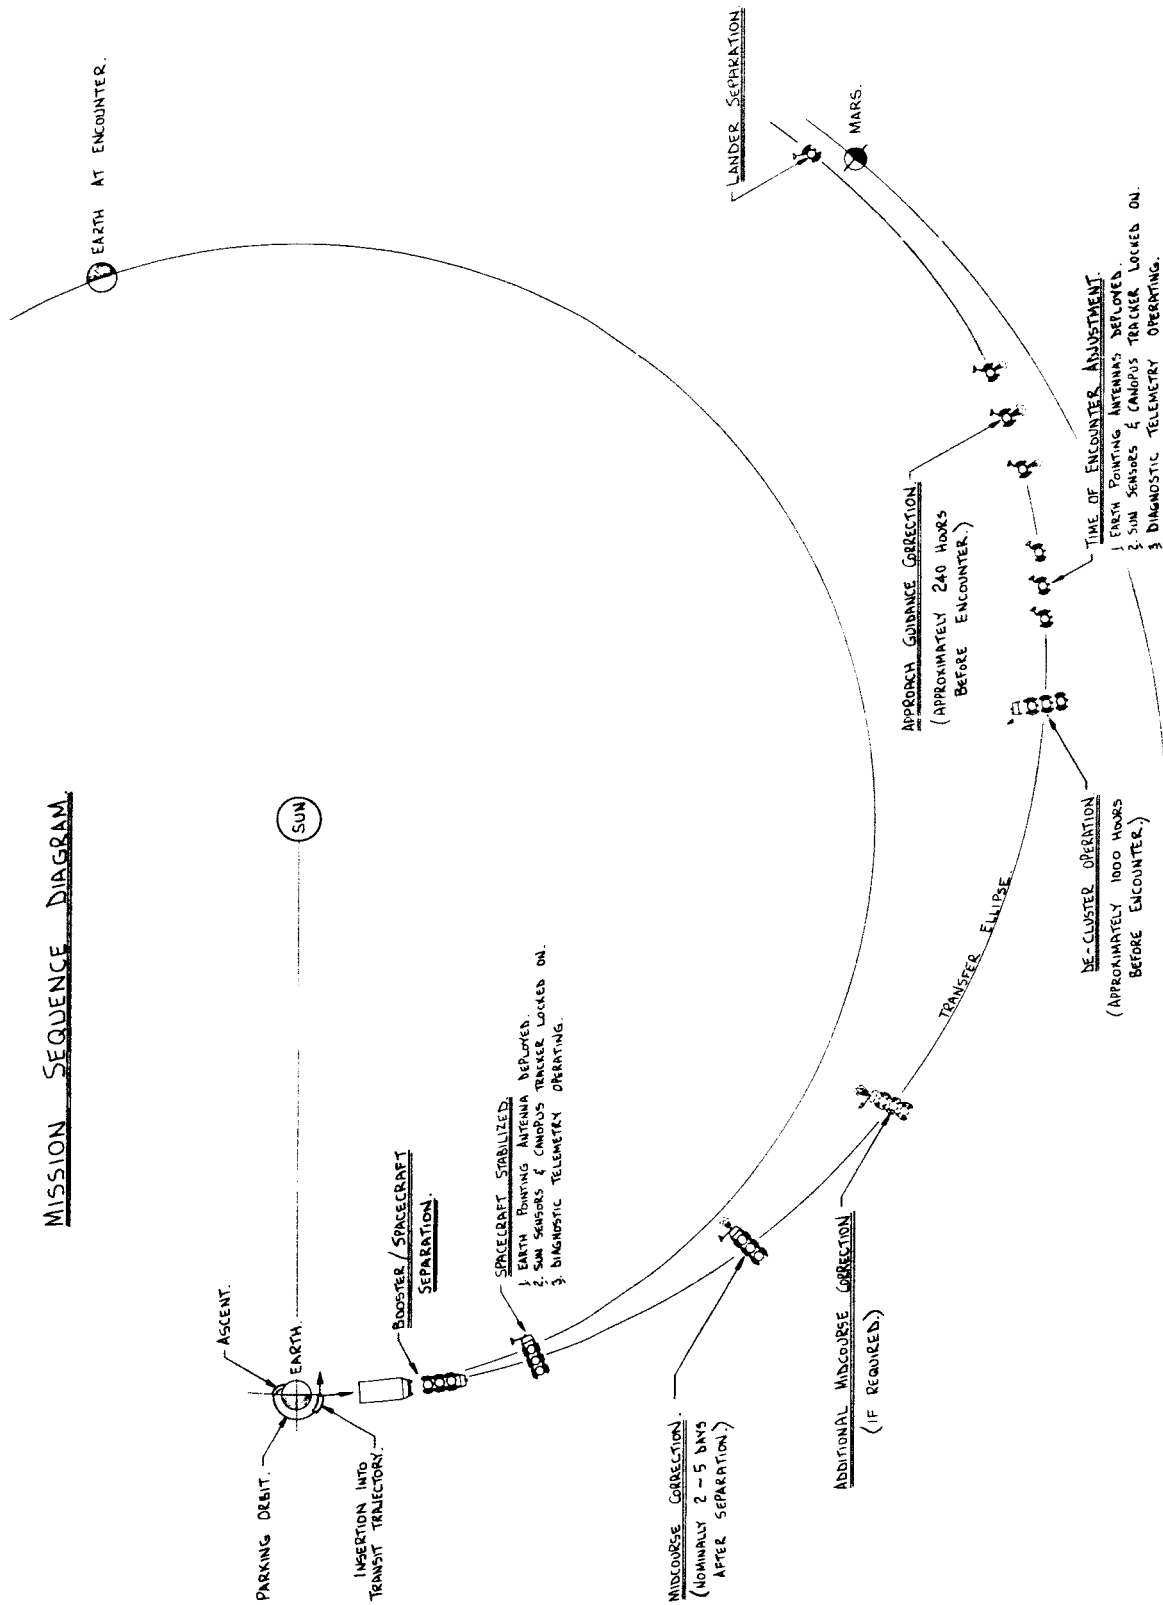 MISSION SEQUENCE DIAGRAM.
EARTH AT ENCOUNTER.
SUN
EARTH.
ASCENT.
PARKING ORBIT.
INSERTION INTO
TRANSIT TRAJECTORY.
BOOSTER / SPACECRAFT
SEPARATION.
SPACECRAFT STABILIZED.
1. EARTH POINTING ANTENNA DEPLOYED.
2. SUN SENSORS & CANOPUS TRACKER LOCKED ON.
3. DIAGNOSTIC TELEMETRY OPERATING.
MIDCOURSE CORRECTION.
(NOMINALLY 2 - 5 DAYS
AFTER SEPARATION.)
ADDITIONAL MIDCOURSE CORRECTION
(IF REQUIRED.)
TRANSFER ELLIPSE.
DE-CLUSTER OPERATION.
(APPROXIMATELY 1000 HOURS
BEFORE ENCOUNTER.)
TIME OF ENCOUNTER ADJUSTMENT.
1 EARTH POINTING ANTENNAS DEPLOYED.
2. SUN SENSORS & CANOPUS TRACKER LOCKED ON.
3 DIAGNOSTIC TELEMETRY OPERATING.
APPROACH GUIDANCE CORRECTION.
(APPROXIMATELY 240 HOURS
BEFORE ENCOUNTER.)
LANDER SEPARATION.
MARS.